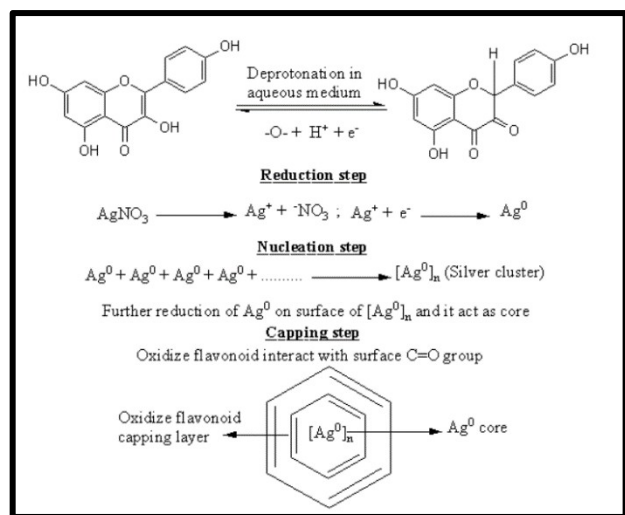 OH
HO
O
OH
OH
O
Deprotonation in
aqueous medium
-O- + H⁺ + e⁻
H
OH
HO
O
O
OH
O
Reduction step
AgNO₃ → Ag⁺ + ⁻NO₃ ; Ag⁺ + e⁻ → Ag⁰
Nucleation step
Ag⁰ + Ag⁰ + Ag⁰ + Ag⁰ + .......... → [Ag⁰]ₙ (Silver cluster)
Further reduction of Ag⁰ on surface of [Ag⁰]ₙ and it act as core
Capping step
Oxidize flavonoid interact with surface C=O group
Oxidize flavonoid
capping layer
[Ag⁰]ₙ
Ag⁰ core